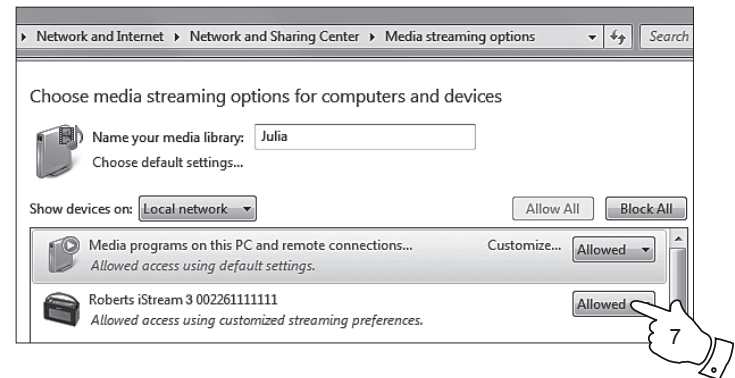 Network and Internet Network and Sharing Center Media streaming options Search
Choose media streaming options for computers and devices
Name your media library: Julia
Choose default settings...
Show devices on: Local network Allow All Block All
Media programs on this PC and remote connections... Customize... Allowed
Allowed access using default settings.
Roberts iStream 3 002261111111 Allowed
Allowed access using customized streaming preferences.
7